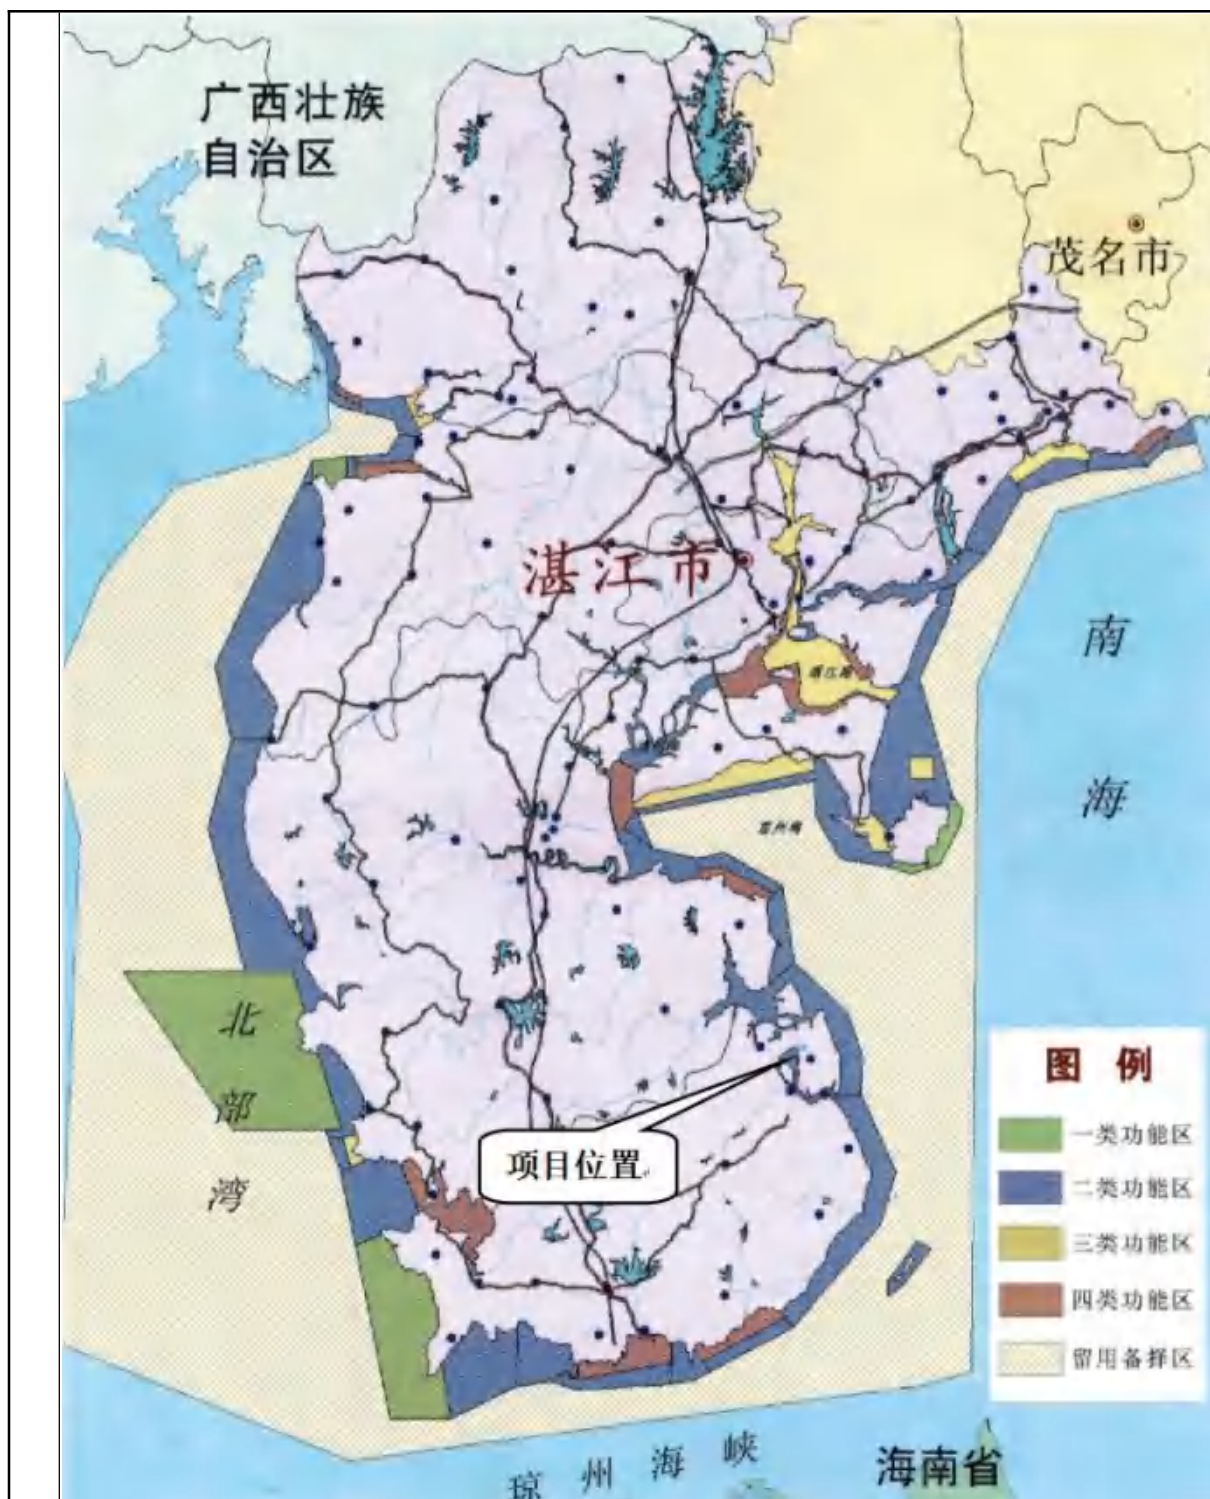 广西壮族
自治区
茂名市
湛江市
南
海
北
部
湾
项目位置
图例
一类功能区
二类功能区
三类功能区
四类功能区
留用备择区
琼州海峡
海南省